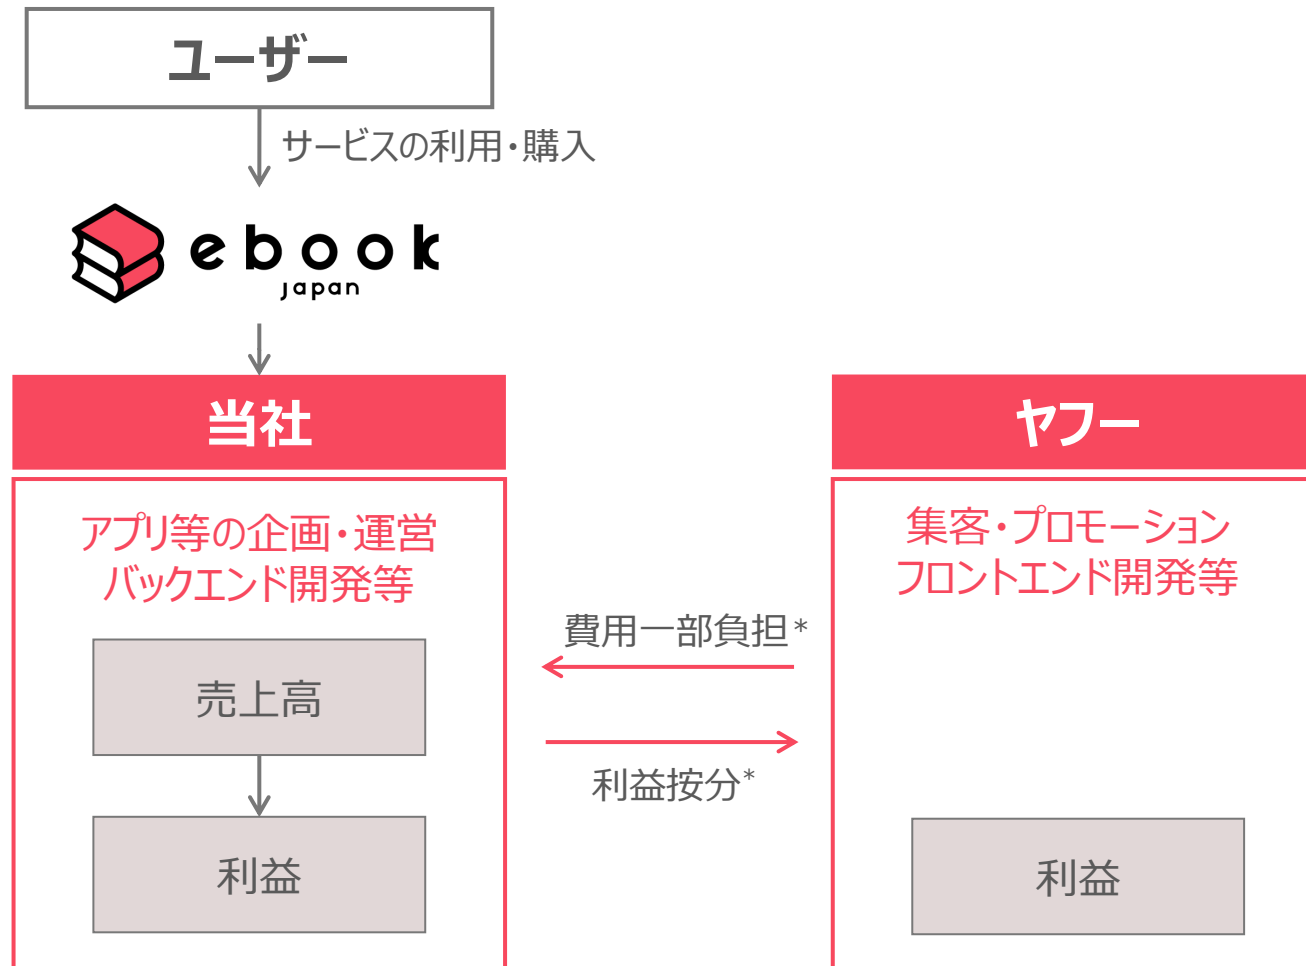 ユーザー
サービスの利用・購入
ebook
japan
当社
ヤフー
アプリ等の企画・運営
バックエンド開発等
集客・プロモーション
フロントエンド開発等
費用一部負担*
売上高
利益按分*
利益
利益